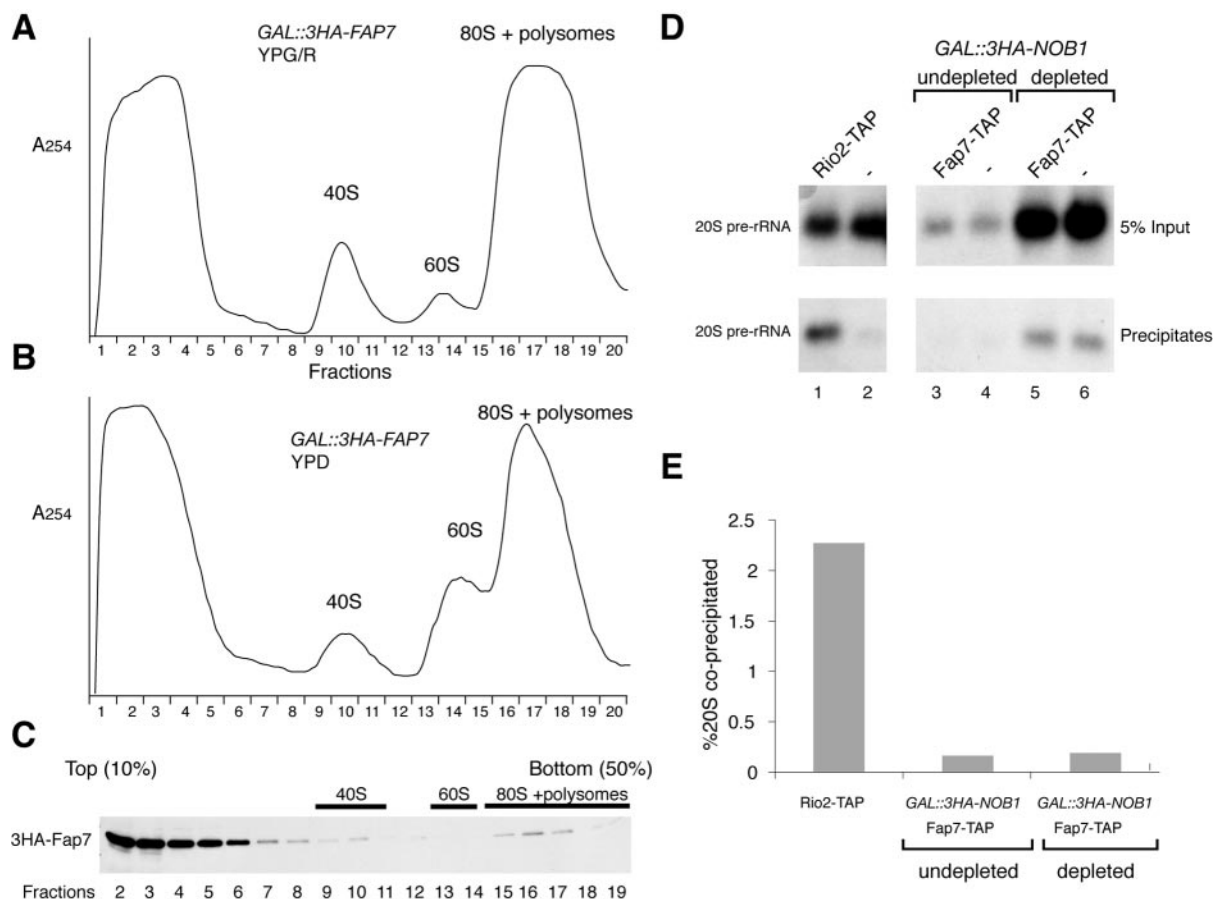 A
GAL::3HA-FAP7
YPG/R
80S + polysomes
A254
40S
60S
1 2 3 4 5 6 7 8 9 10 11 12 13 14 15 16 17 18 19 20
Fractions
B
80S + polysomes
GAL::3HA-FAP7
YPD
A254
60S
40S
1 2 3 4 5 6 7 8 9 10 11 12 13 14 15 16 17 18 19 20
C
Top (10%) Bottom (50%)
40S 60S 80S +polysomes
3HA-Fap7
Fractions 2 3 4 5 6 7 8 9 10 11 12 13 14 15 16 17 18 19
D
GAL::3HA-NOB1
undepleted depleted
Rio2-TAP - Fap7-TAP - Fap7-TAP -
20S pre-rRNA 5% Input
20S pre-rRNA Precipitates
1 2 3 4 5 6
E
%20S co-precipitated
2.5
2
1.5
1
0.5
0
Rio2-TAP GAL::3HA-NOB1 GAL::3HA-NOB1
Fap7-TAP Fap7-TAP
undepleted depleted